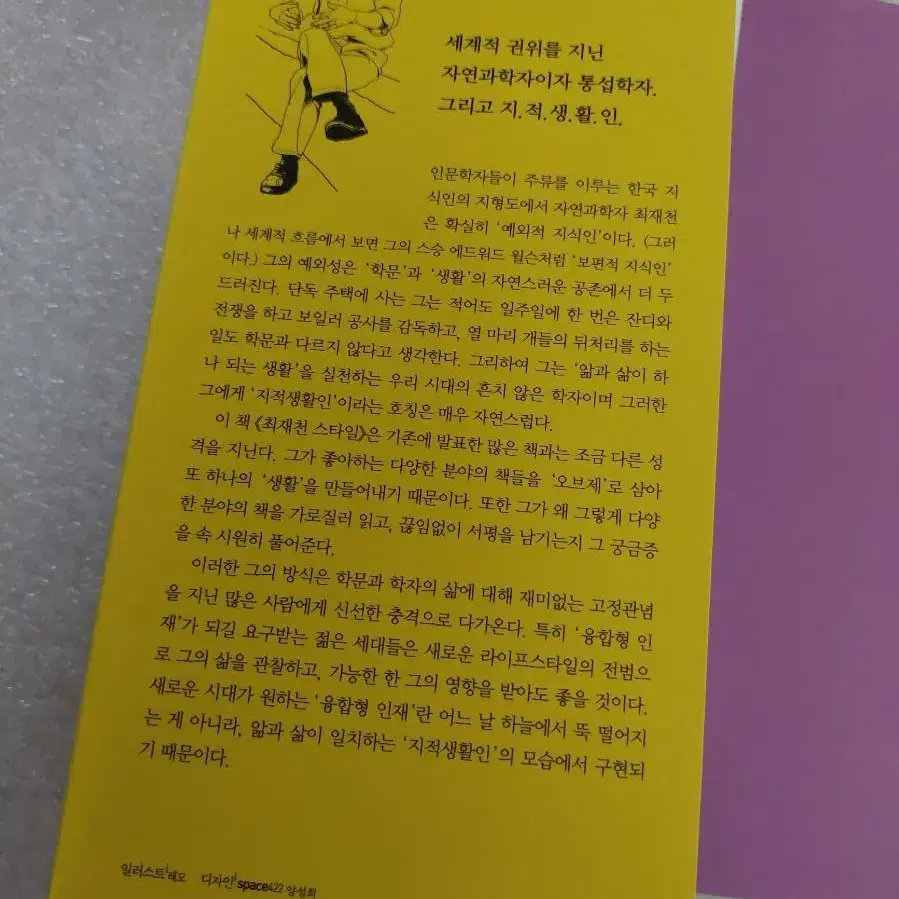 세계적 권위를 지닌
자연과학자이자 통섭학자.
그리고 지.적.생.활.인.
인문학자들이 주류를 이루는 한국 지
식인의 지형도에서 자연과학자 최재천
은 확실히 '예외적 지식인'이다. (그러
나 세계적 흐름에서 보면 그의 스승 에드워드 윌슨처럼 '보편적 지식인'
이다.) 그의 예외성은 '학문'과 '생활'의 자연스러운 공존에서 더 두
드러진다. 단독 주택에 사는 그는 적어도 일주일에 한 번은 잔디와
전쟁을 하고 보일러 공사를 감독하고, 열 마리 개들의 뒤처리를 하는
일도 학문과 다르지 않다고 생각한다. 그리하여 그는 '앎과 삶이 하
나 되는 생활'을 실천하는 우리 시대의 흔치 않은 학자이며 그러한
그에게 '지적생활인'이라는 호칭은 매우 자연스럽다.
이 책 《최재천 스타일》은 기존에 발표한 많은 책과는 조금 다른 성
격을 지닌다. 그가 좋아하는 다양한 분야의 책들을 '오브제'로 삼아
또 하나의 '생활'을 만들어내기 때문이다. 또한 그가 왜 그렇게 다양
한 분야의 책을 가로질러 읽고, 끊임없이 서평을 남기는지 그 궁금증
을 속 시원히 풀어준다.
이러한 그의 방식은 학문과 학자의 삶에 대해 재미없는 고정관념
을 지닌 많은 사람에게 신선한 충격으로 다가온다. 특히 '융합형 인
재'가 되길 요구받는 젊은 세대들은 새로운 라이프스타일의 전범으
로 그의 삶을 관찰하고, 가능한 한 그의 영향을 받아도 좋을 것이다.
새로운 시대가 원하는 '융합형 인재'란 어느 날 하늘에서 뚝 떨어지
는 게 아니라, 앎과 삶이 일치하는 '지적생활인'의 모습에서 구현되
기 때문이다.
일러스트 레모 디자인 space422 양설희